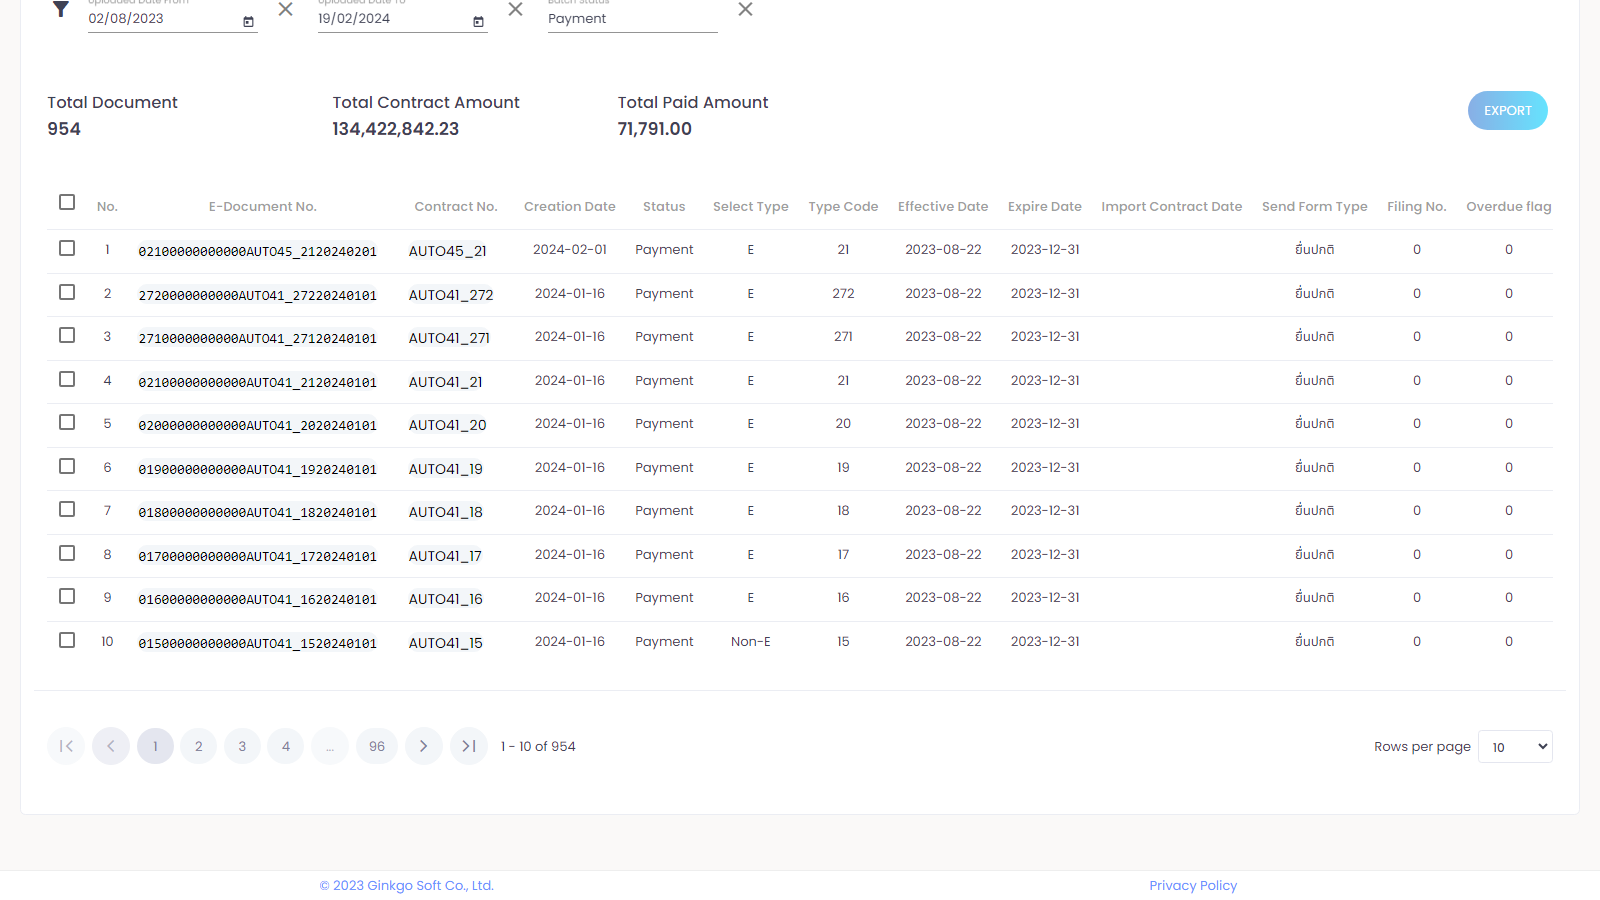 Uploaded Date From Uploaded Date To Batch Status
02/08/2023 19/02/2024 Payment
Total Document Total Contract Amount Total Paid Amount
954 134,422,842.23 71,791.00
EXPORT
No. E-Document No. Contract No. Creation Date Status Select Type Type Code Effective Date Expire Date Import Contract Date Send Form Type Filing No. Overdue flag
1 02100000000000AUTO45_2120240201 AUTO45_21 2024-02-01 Payment E 21 2023-08-22 2023-12-31 ยื่นปกติ 0 0
2 2720000000000AUTO41_27220240101 AUTO41_272 2024-01-16 Payment E 272 2023-08-22 2023-12-31 ยื่นปกติ 0 0
3 2710000000000AUTO41_27120240101 AUTO41_271 2024-01-16 Payment E 271 2023-08-22 2023-12-31 ยื่นปกติ 0 0
4 02100000000000AUTO41_2120240101 AUTO41_21 2024-01-16 Payment E 21 2023-08-22 2023-12-31 ยื่นปกติ 0 0
5 02000000000000AUTO41_2020240101 AUTO41_20 2024-01-16 Payment E 20 2023-08-22 2023-12-31 ยื่นปกติ 0 0
6 01900000000000AUTO41_1920240101 AUTO41_19 2024-01-16 Payment E 19 2023-08-22 2023-12-31 ยื่นปกติ 0 0
7 01800000000000AUTO41_1820240101 AUTO41_18 2024-01-16 Payment E 18 2023-08-22 2023-12-31 ยื่นปกติ 0 0
8 01700000000000AUTO41_1720240101 AUTO41_17 2024-01-16 Payment E 17 2023-08-22 2023-12-31 ยื่นปกติ 0 0
9 01600000000000AUTO41_1620240101 AUTO41_16 2024-01-16 Payment E 16 2023-08-22 2023-12-31 ยื่นปกติ 0 0
10 01500000000000AUTO41_1520240101 AUTO41_15 2024-01-16 Payment Non-E 15 2023-08-22 2023-12-31 ยื่นปกติ 0 0
1 2 3 4 ... 96 1 - 10 of 954 Rows per page 10
© 2023 Ginkgo Soft Co., Ltd. Privacy Policy